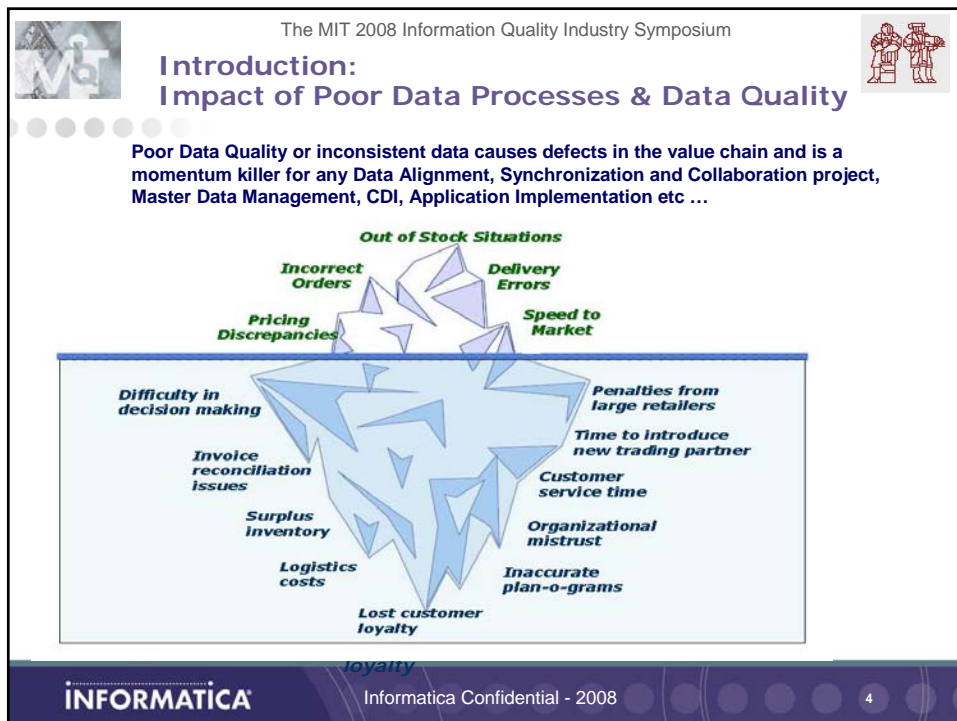 The MIT 2008 Information Quality Industry Symposium
MIT
IQ
Introduction:
Impact of Poor Data Processes & Data Quality
Poor Data Quality or inconsistent data causes defects in the value chain and is a
momentum killer for any Data Alignment, Synchronization and Collaboration project,
Master Data Management, CDI, Application Implementation etc …
Out of Stock Situations
Incorrect
Orders
Delivery
Errors
Pricing
Discrepancies
Speed to
Market
Difficulty in
decision making
Penalties from
large retailers
Time to introduce
new trading partner
Invoice
reconciliation
issues
Customer
service time
Surplus
inventory
Organizational
mistrust
Logistics
costs
Inaccurate
plan-o-grams
Lost customer
loyalty
loyalty
INFORMATICA®
Informatica Confidential - 2008
4